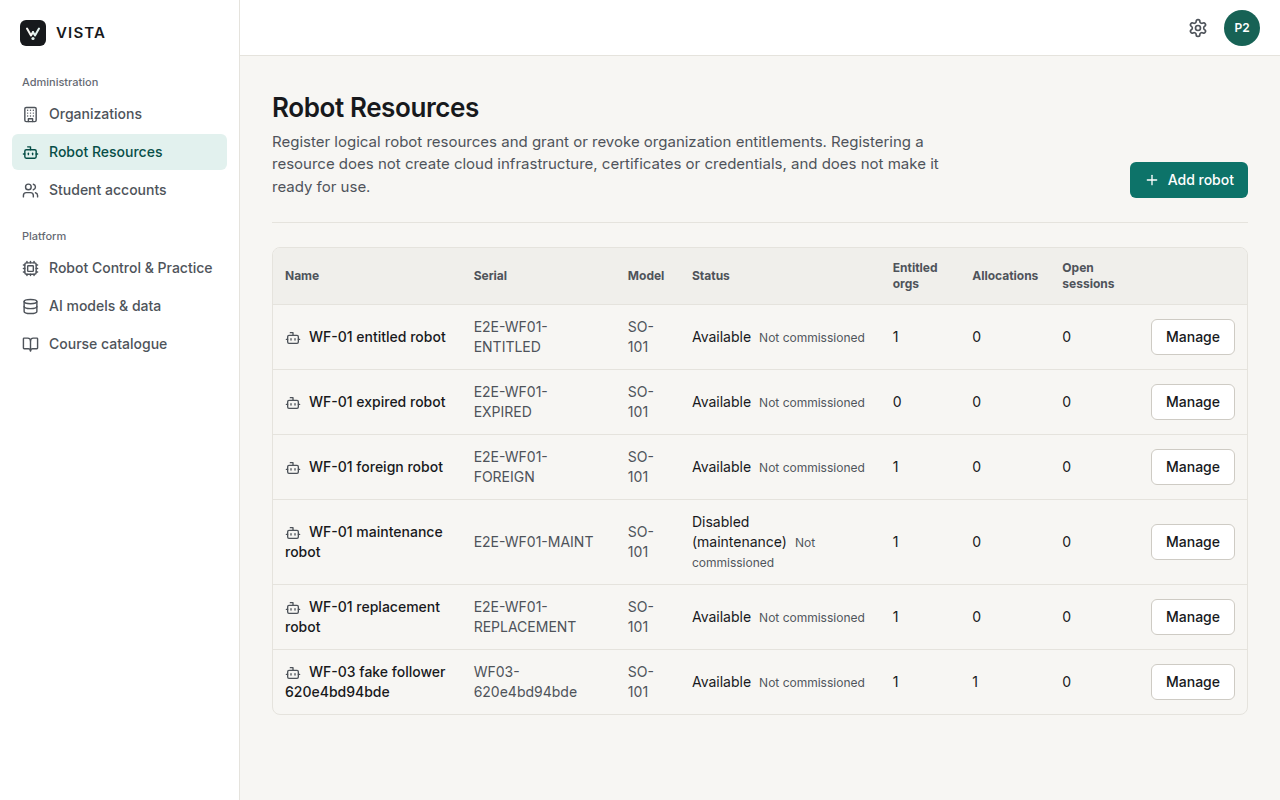 VISTA
P2
Administration
Organizations
Robot Resources
Student accounts
Platform
Robot Control & Practice
AI models & data
Course catalogue
Robot Resources
Register logical robot resources and grant or revoke organization entitlements. Registering a
resource does not create cloud infrastructure, certificates or credentials, and does not make it
ready for use.
Add robot
Name Serial Model Status Entitled orgs Allocations Open sessions
WF-01 entitled robot E2E-WF01-ENTITLED SO-101 Available Not commissioned 1 0 0 Manage
WF-01 expired robot E2E-WF01-EXPIRED SO-101 Available Not commissioned 0 0 0 Manage
WF-01 foreign robot E2E-WF01-FOREIGN SO-101 Available Not commissioned 1 0 0 Manage
WF-01 maintenance robot E2E-WF01-MAINT SO-101 Disabled (maintenance) Not commissioned 1 0 0 Manage
WF-01 replacement robot E2E-WF01-REPLACEMENT SO-101 Available Not commissioned 1 0 0 Manage
WF-03 fake follower 620e4bd94bde WF03-620e4bd94bde SO-101 Available Not commissioned 1 1 0 Manage